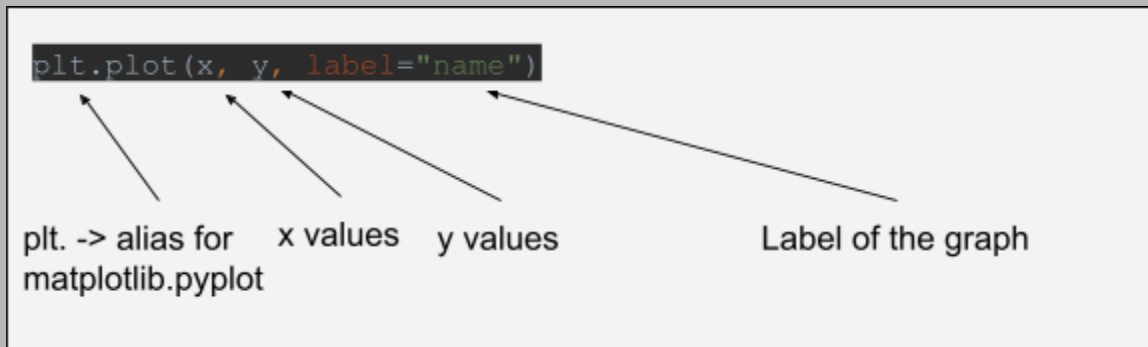 plt.plot(x, y, label="name")
plt. -> alias for
matplotlib.pyplot
x values
y values
Label of the graph